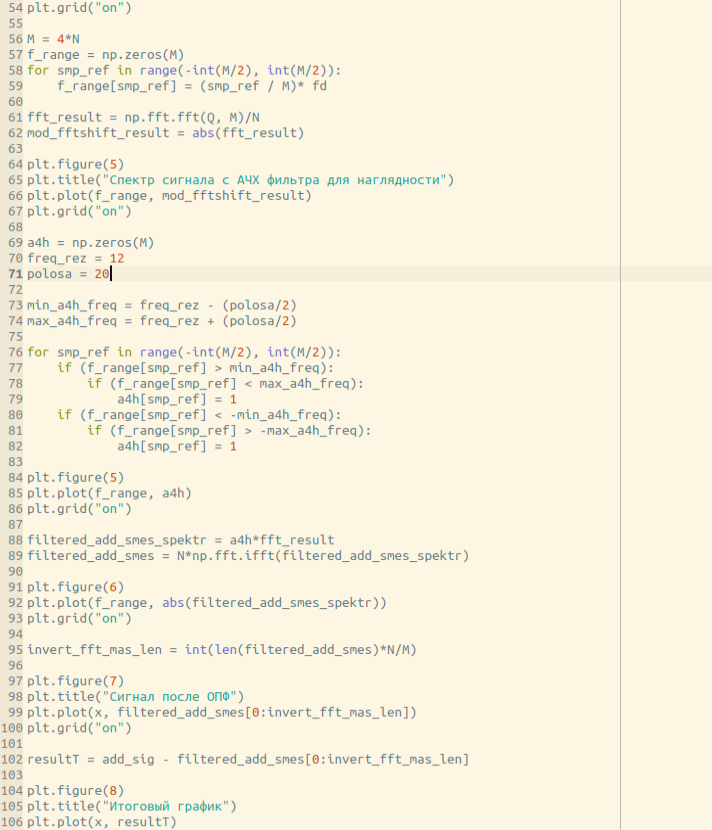 54 plt.grid("on")
55
56 M = 4*N
57 f_range = np.zeros(M)
58 for smp_ref in range(-int(M/2), int(M/2)):
59     f_range[smp_ref] = (smp_ref / M)* fd
60
61 fft_result = np.fft.fft(Q, M)/N
62 mod_fftshift_result = abs(fft_result)
63
64 plt.figure(5)
65 plt.title("Спектр сигнала с АЧХ фильтра для наглядности")
66 plt.plot(f_range, mod_fftshift_result)
67 plt.grid("on")
68
69 a4h = np.zeros(M)
70 freq_rez = 12
71 polosa = 20
72
73 min_a4h_freq = freq_rez - (polosa/2)
74 max_a4h_freq = freq_rez + (polosa/2)
75
76 for smp_ref in range(-int(M/2), int(M/2)):
77     if (f_range[smp_ref] > min_a4h_freq):
78         if (f_range[smp_ref] < max_a4h_freq):
79             a4h[smp_ref] = 1
80     if (f_range[smp_ref] < -min_a4h_freq):
81         if (f_range[smp_ref] > -max_a4h_freq):
82             a4h[smp_ref] = 1
83
84 plt.figure(5)
85 plt.plot(f_range, a4h)
86 plt.grid("on")
87
88 filtered_add_smes_spektr = a4h*fft_result
89 filtered_add_smes = N*np.fft.ifft(filtered_add_smes_spektr)
90
91 plt.figure(6)
92 plt.plot(f_range, abs(filtered_add_smes_spektr))
93 plt.grid("on")
94
95 invert_fft_mas_len = int(len(filtered_add_smes)*N/M)
96
97 plt.figure(7)
98 plt.title("Сигнал после ОПФ")
99 plt.plot(x, filtered_add_smes[0:invert_fft_mas_len])
100 plt.grid("on")
101
102 resultT = add_sig - filtered_add_smes[0:invert_fft_mas_len]
103
104 plt.figure(8)
105 plt.title("Итоговый график")
106 plt.plot(x, resultT)